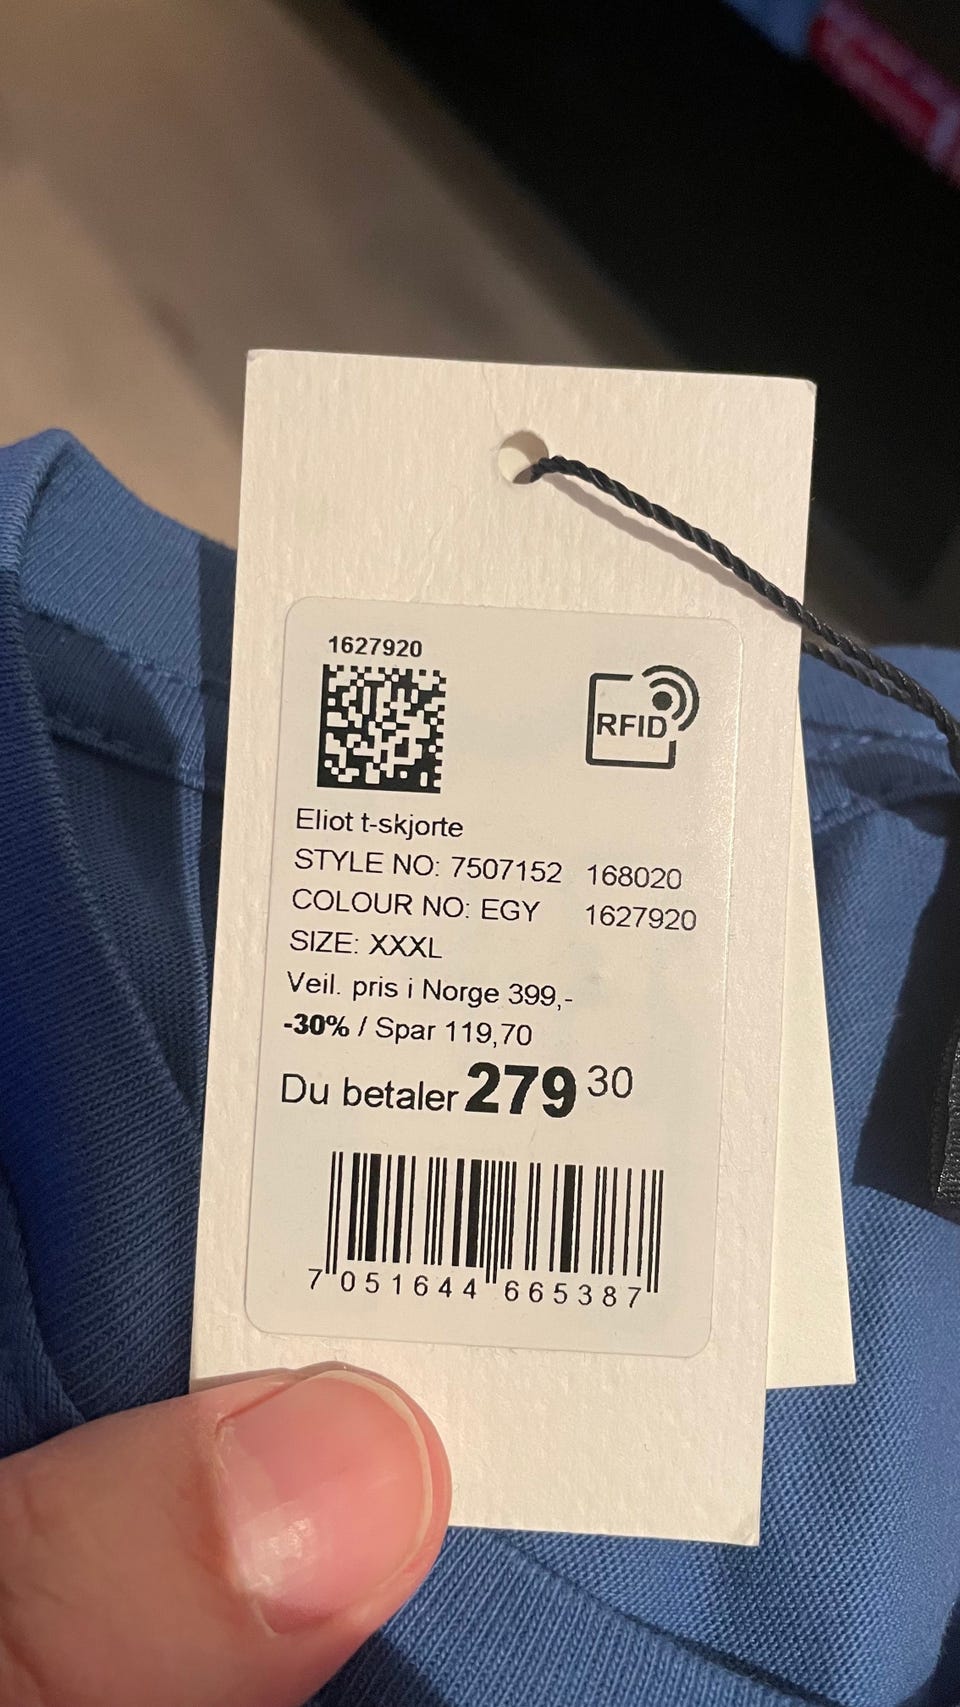 1627920
RFID
Eliot t-skjorte
STYLE NO: 7507152 168020
COLOUR NO: EGY 1627920
SIZE: XXXL
Veil. pris i Norge 399,-
-30% / Spar 119,70
Du betaler 279 30
7 051644 665387